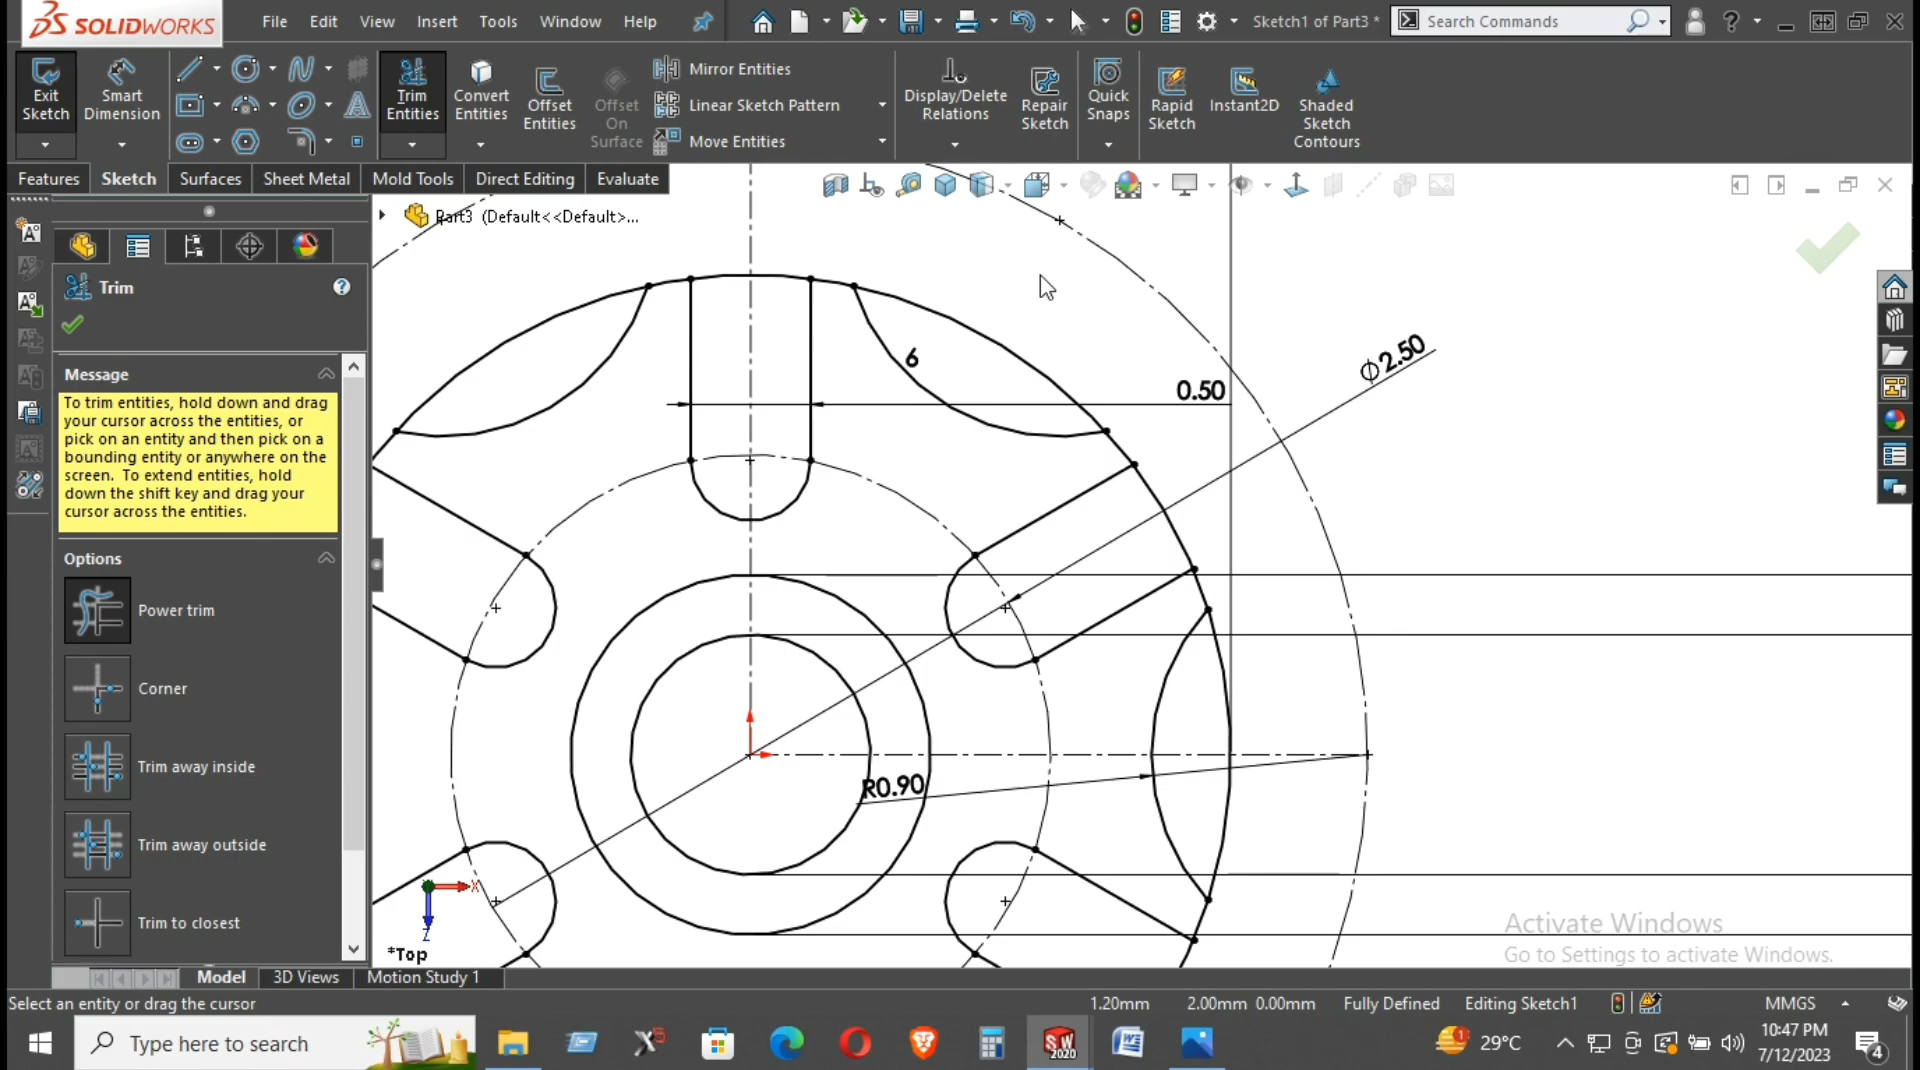 SOLIDWORKS
File Edit View Insert Tools Window Help
Sketch1 of Part3 *
Search Commands
Exit Sketch
Smart Dimension
Trim Entities
Convert Entities
Offset Entities
Offset On Surface
Mirror Entities
Linear Sketch Pattern
Move Entities
Display/Delete Relations
Repair Sketch
Quick Snaps
Rapid Sketch
Instant2D
Shaded Sketch Contours
Features Sketch Surfaces Sheet Metal Mold Tools Direct Editing Evaluate
Part3 (Default<<Default>...
Trim
Message
To trim entities, hold down and drag
your cursor across the entities, or
pick on an entity and then pick on a
bounding entity or anywhere on the
screen. To extend entities, hold
down the shift key and drag your
cursor across the entities.
Options
Power trim
Corner
Trim away inside
Trim away outside
Trim to closest
6
0.50
∅2.50
R0.90
X
Z
*Top
Activate Windows
Go to Settings to activate Windows.
Model 3D Views Motion Study 1
Select an entity or drag the cursor
1.20mm 2.00mm 0.00mm Fully Defined Editing Sketch1 MMGS
Type here to search
SW 2020
1
29°C
10:47 PM
7/12/2023
4